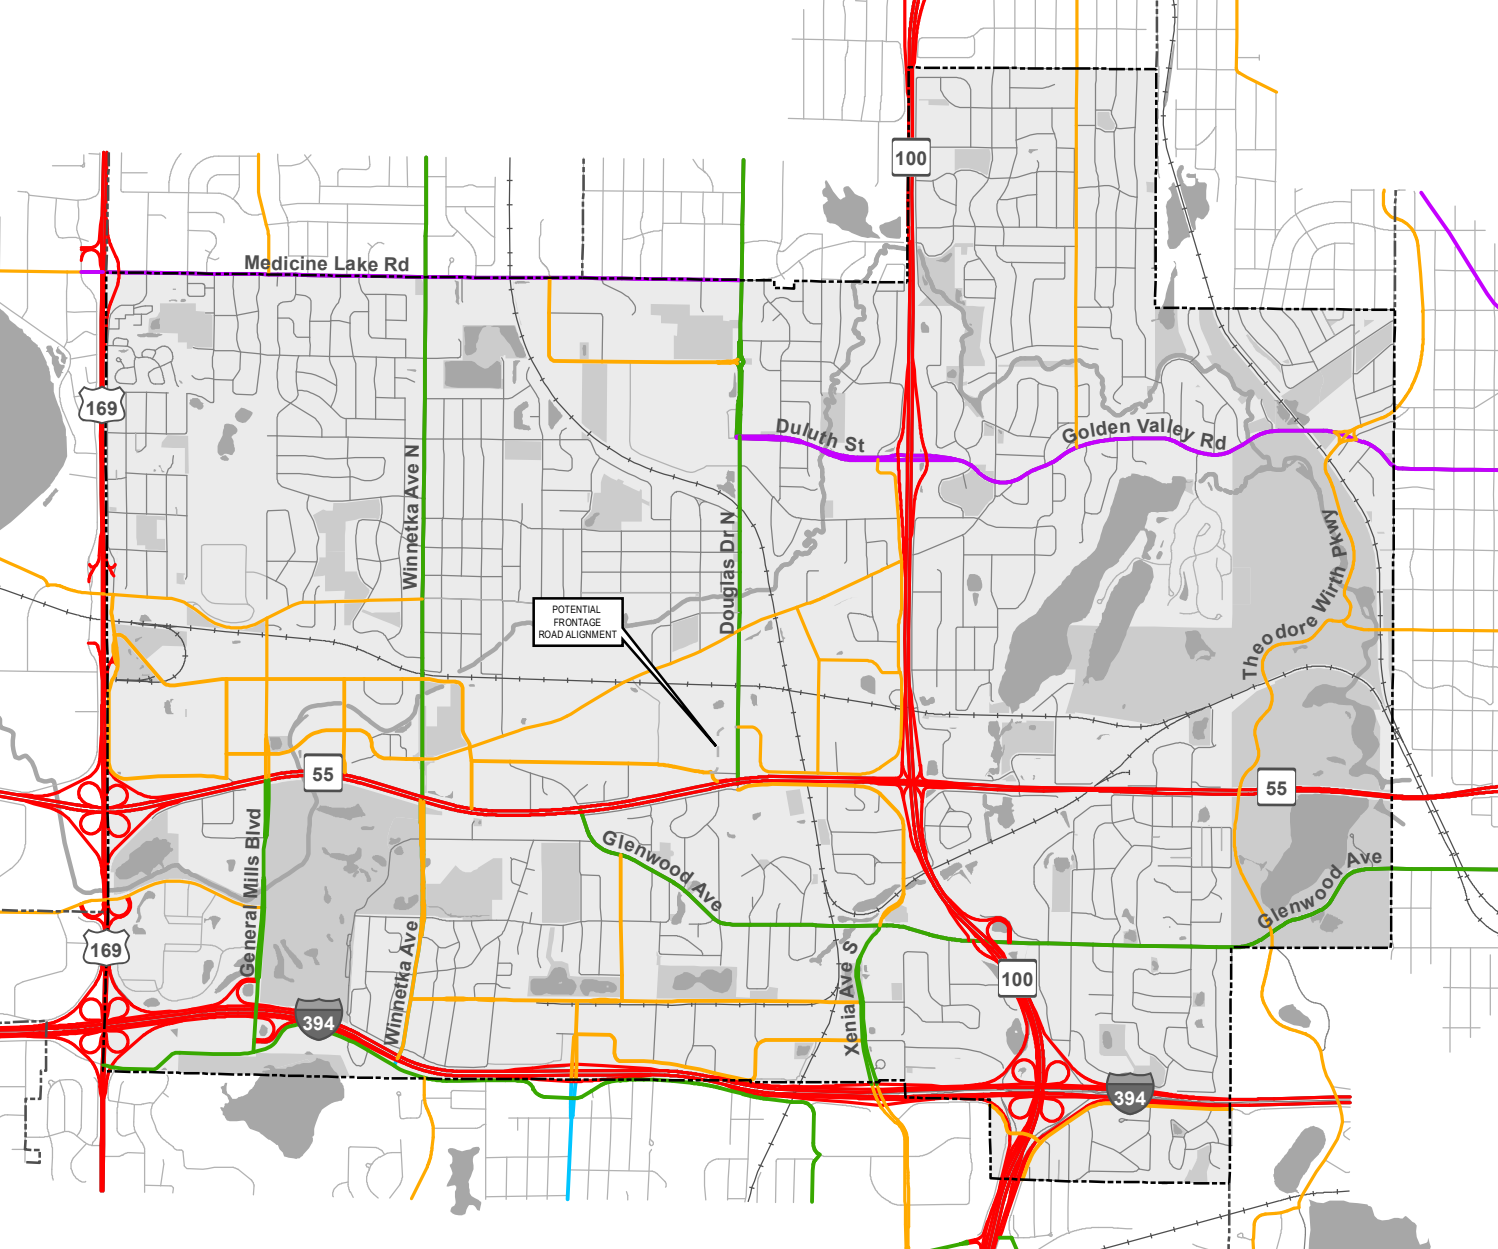 100
Medicine Lake Rd
169
Duluth St
Golden Valley Rd
Winnetka Ave N
Douglas Dr N
Theodore Wirth Pkwy
POTENTIAL
FRONTAGE
ROAD ALIGNMENT
55
55
General Mills Blvd
Glenwood Ave
Glenwood Ave
169
Winnetka Ave
Xenia Ave S
100
394
394